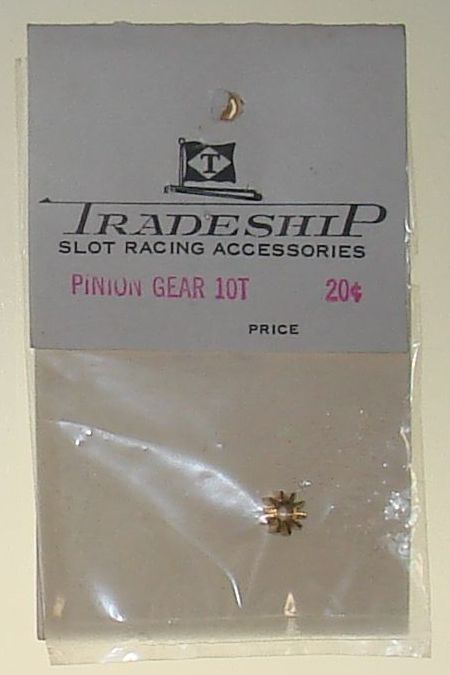 T
TRADESHIP
SLOT RACING ACCESSORIES
PINION GEAR 10T 20¢
PRICE